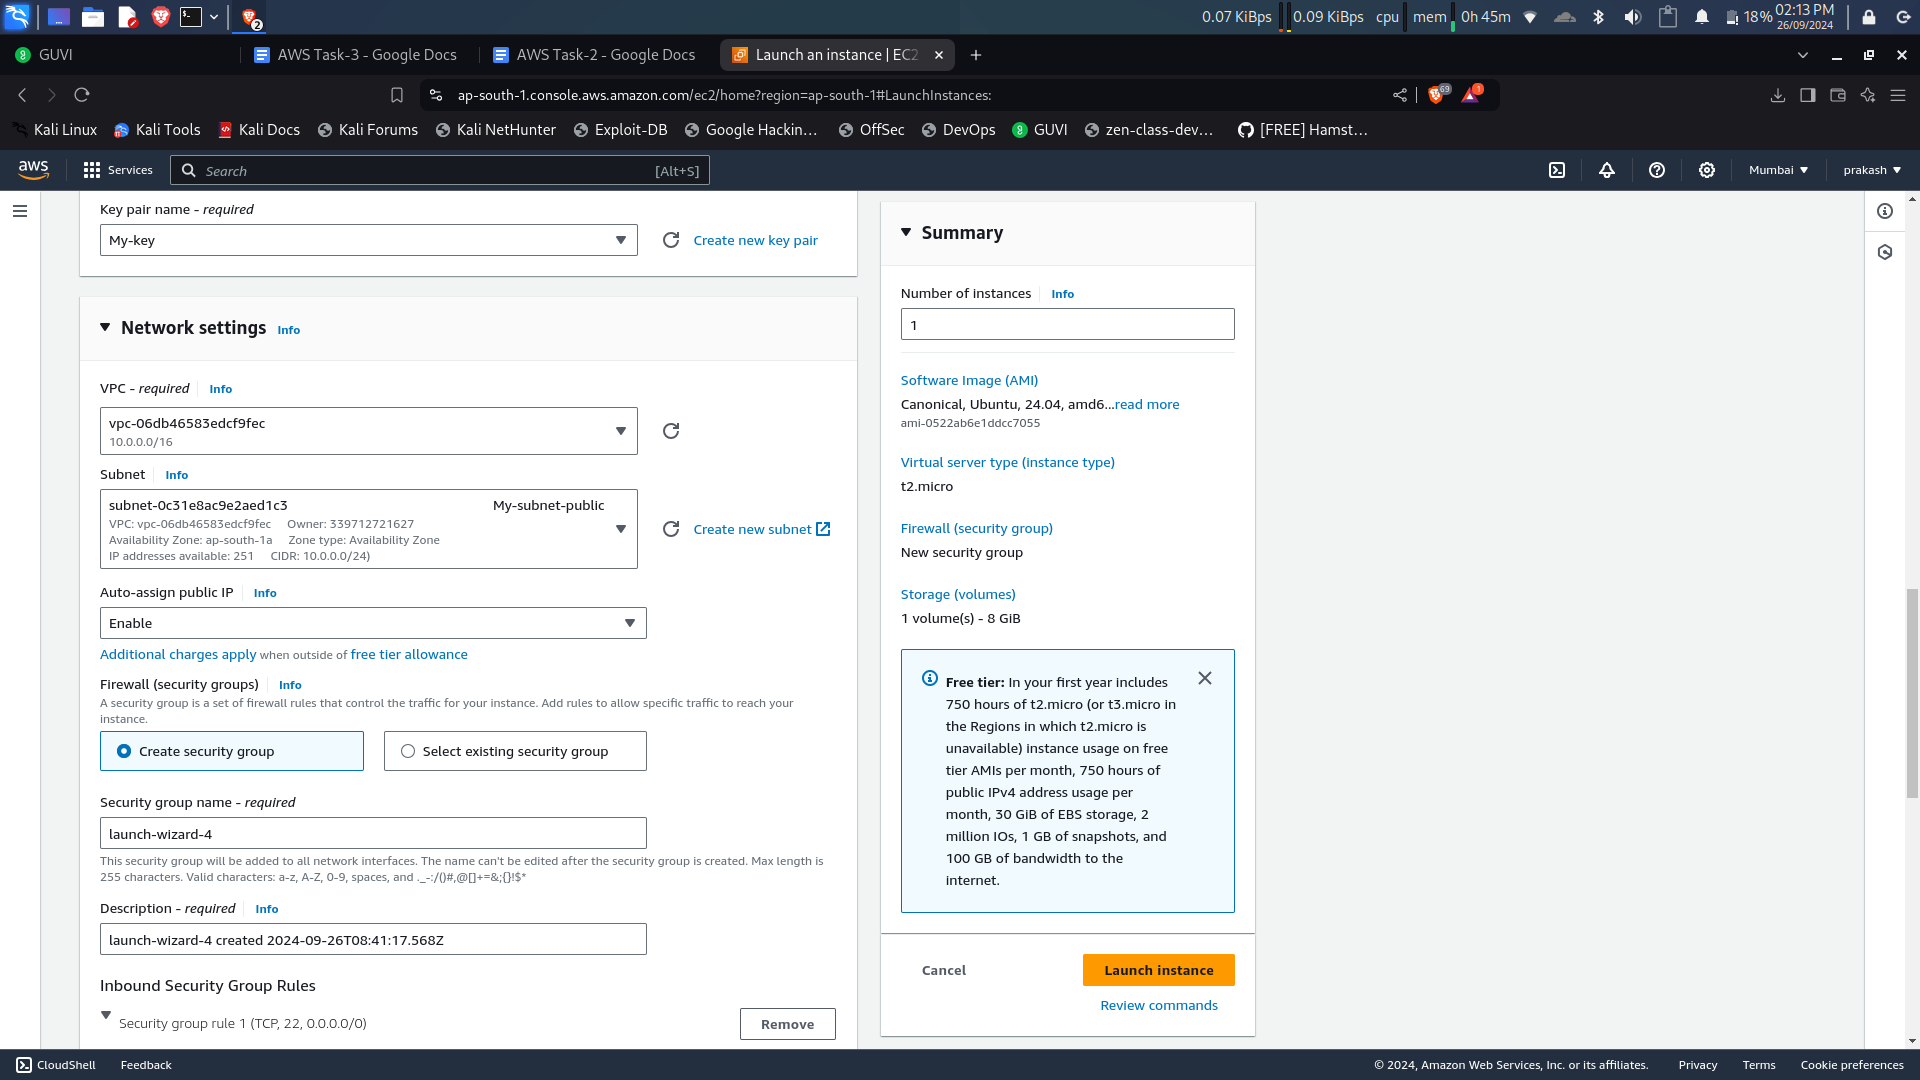 2
0.07 KiBps 0.09 KiBps cpu mem 0h 45m 18% 02:13 PM
26/09/2024
GUVI AWS Task-3 - Google Docs AWS Task-2 - Google Docs Launch an instance | EC2
ap-south-1.console.aws.amazon.com/ec2/home?region=ap-south-1#LaunchInstances: 69 1
Kali Linux Kali Tools Kali Docs Kali Forums Kali NetHunter Exploit-DB Google Hackin... OffSec DevOps GUVI zen-class-dev... [FREE] Hamst...
aws Services Search [Alt+S] Mumbai prakash
Key pair name - required
My-key Create new key pair
Network settings Info
VPC - required Info
vpc-06db46583edcf9fec
10.0.0.0/16
Subnet Info
subnet-0c31e8ac9e2aed1c3 My-subnet-public
VPC: vpc-06db46583edcf9fec Owner: 339712721627
Availability Zone: ap-south-1a Zone type: Availability Zone
IP addresses available: 251 CIDR: 10.0.0.0/24)
Create new subnet
Auto-assign public IP Info
Enable
Additional charges apply when outside of free tier allowance
Firewall (security groups) Info
A security group is a set of firewall rules that control the traffic for your instance. Add rules to allow specific traffic to reach your
instance.
Create security group Select existing security group
Security group name - required
launch-wizard-4
This security group will be added to all network interfaces. The name can't be edited after the security group is created. Max length is
255 characters. Valid characters: a-z, A-Z, 0-9, spaces, and ._-:/()#,@[]+=&;{}!$*
Description - required Info
launch-wizard-4 created 2024-09-26T08:41:17.568Z
Inbound Security Group Rules
Security group rule 1 (TCP, 22, 0.0.0.0/0) Remove
Summary
Number of instances Info
1
Software Image (AMI)
Canonical, Ubuntu, 24.04, amd6...read more
ami-0522ab6e1ddcc7055
Virtual server type (instance type)
t2.micro
Firewall (security group)
New security group
Storage (volumes)
1 volume(s) - 8 GiB
Free tier: In your first year includes
750 hours of t2.micro (or t3.micro in
the Regions in which t2.micro is
unavailable) instance usage on free
tier AMIs per month, 750 hours of
public IPv4 address usage per
month, 30 GiB of EBS storage, 2
million IOs, 1 GB of snapshots, and
100 GB of bandwidth to the
internet.
Cancel Launch instance
Review commands
CloudShell Feedback © 2024, Amazon Web Services, Inc. or its affiliates. Privacy Terms Cookie preferences